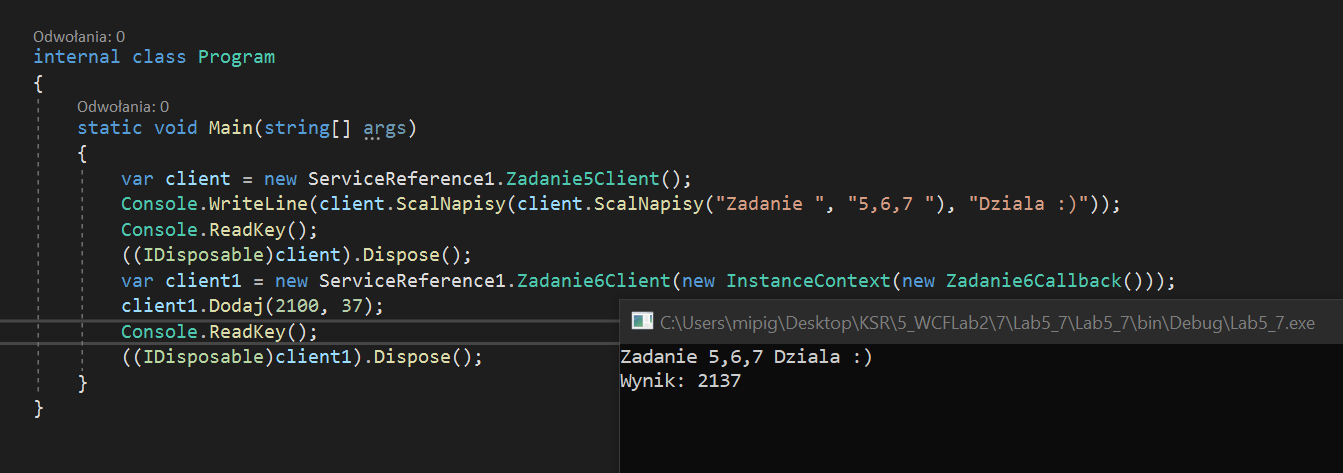 Odwołania: 0
internal class Program
{
Odwołania: 0
static void Main(string[] args)
{
var client = new ServiceReference1.Zadanie5Client();
Console.WriteLine(client.ScalNapisy(client.ScalNapisy("Zadanie ", "5,6,7 "), "Dziala :)"));
Console.ReadKey();
((IDisposable)client).Dispose();
var client1 = new ServiceReference1.Zadanie6Client(new InstanceContext(new Zadanie6Callback()));
client1.Dodaj(2100, 37);
Console.ReadKey();
((IDisposable)client1).Dispose();
}
}
C:\Users\mipig\Desktop\KSR\5_WCFLab2\7\Lab5_7\Lab5_7\bin\Debug\Lab5_7.exe
Zadanie 5,6,7 Dziala :)
Wynik: 2137